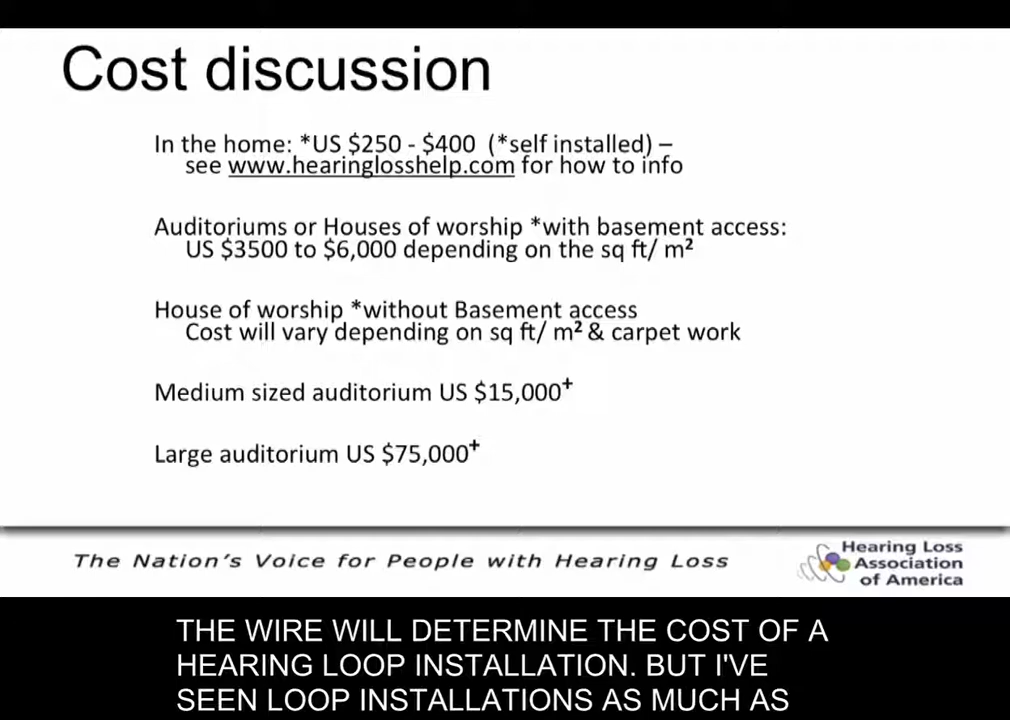 Cost discussion
In the home: *US $250 - $400 (*self installed) –
see www.hearinglosshelp.com for how to info
Auditoriums or Houses of worship *with basement access:
US $3500 to $6,000 depending on the sq ft/ m²
House of worship *without Basement access
Cost will vary depending on sq ft/ m² & carpet work
Medium sized auditorium US $15,000⁺
Large auditorium US $75,000⁺
The Nation's Voice for People with Hearing Loss
Hearing Loss
Association
of America
THE WIRE WILL DETERMINE THE COST OF A
HEARING LOOP INSTALLATION. BUT I'VE
SEEN LOOP INSTALLATIONS AS MUCH AS